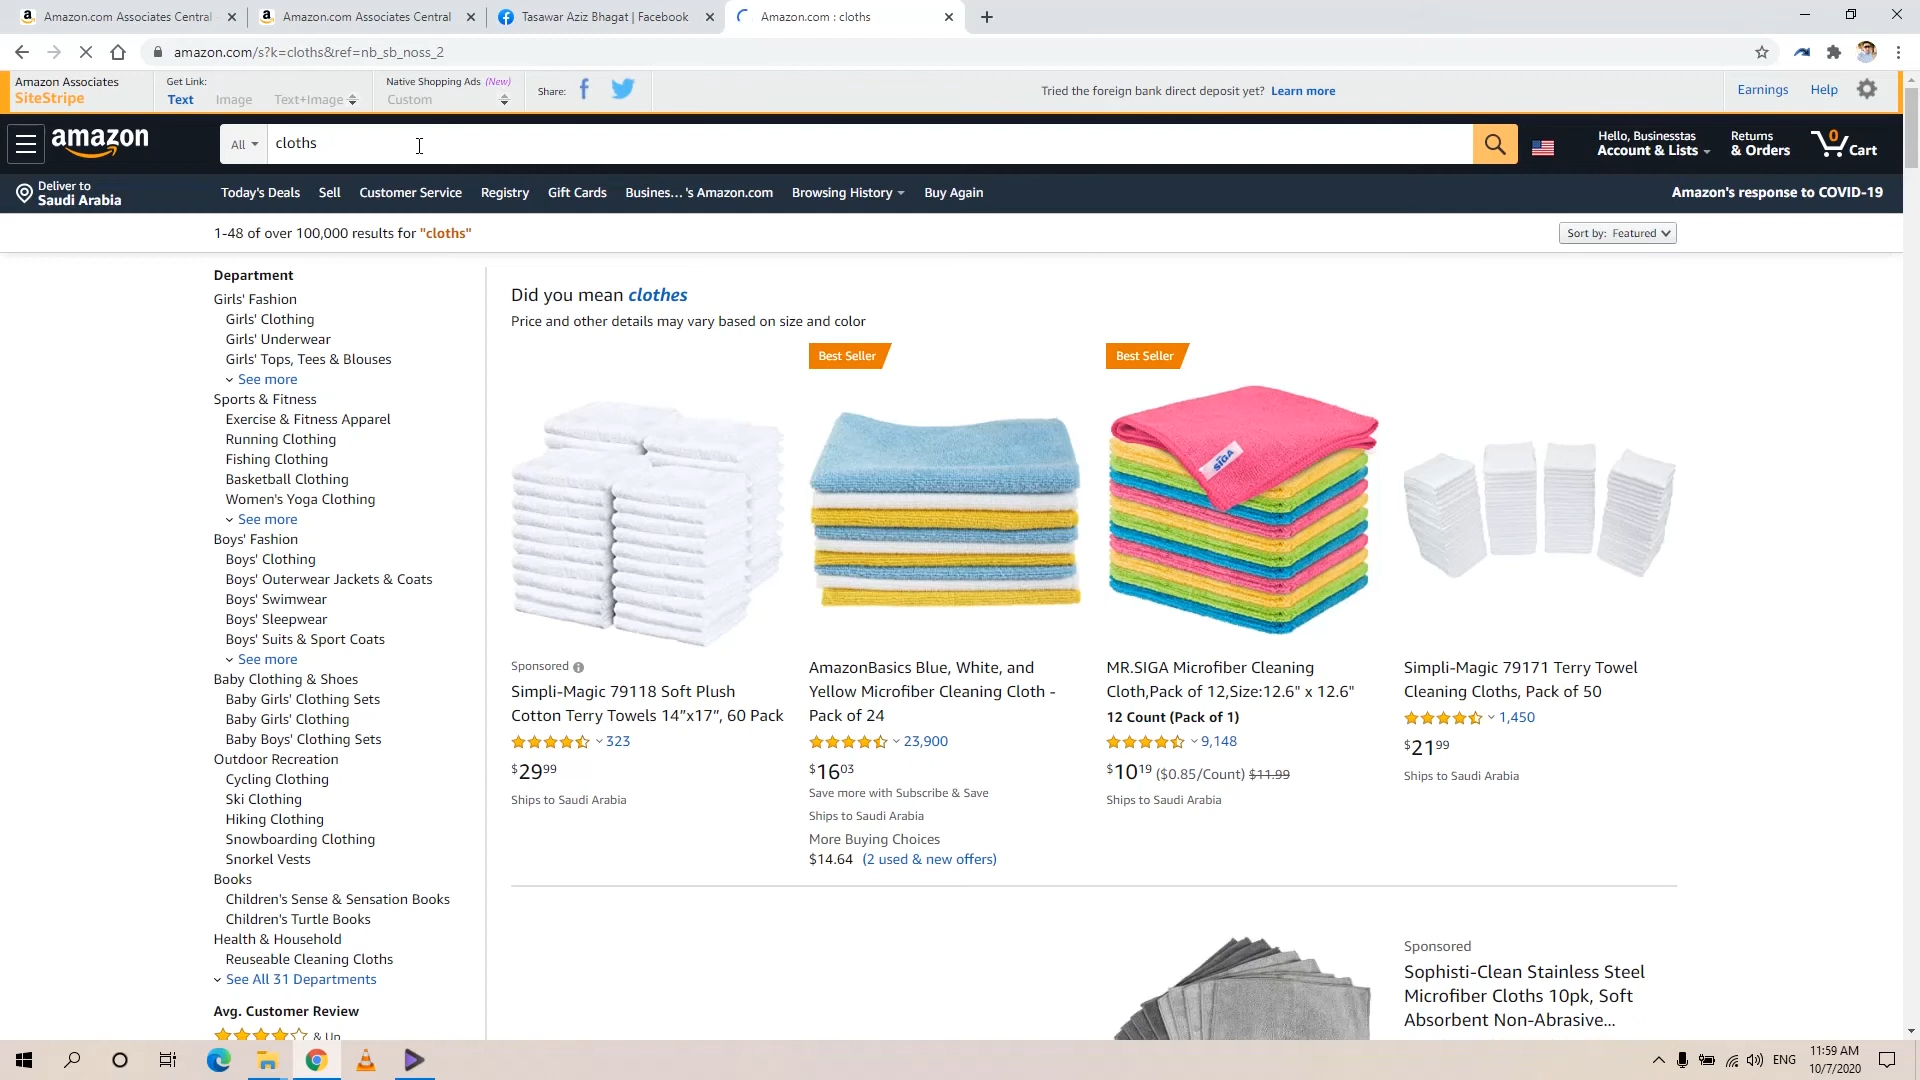 Amazon.com Associates Central
Amazon.com Associates Central
Tasawar Aziz Bhagat | Facebook
Amazon.com : cloths
amazon.com/s?k=cloths&ref=nb_sb_noss_2
Amazon Associates
SiteStripe
Get Link:
Text Image Text+Image
Native Shopping Ads (New)
Custom
Share:
Tried the foreign bank direct deposit yet? Learn more
Earnings
Help
amazon
All
cloths
Hello, Businesstas
Account & Lists
Returns
& Orders
0
Cart
Deliver to
Saudi Arabia
Today's Deals Sell Customer Service Registry Gift Cards Busines... 's Amazon.com Browsing History Buy Again
Amazon's response to COVID-19
1-48 of over 100,000 results for "cloths"
Sort by: Featured
Department
Girls' Fashion
Girls' Clothing
Girls' Underwear
Girls' Tops, Tees & Blouses
See more
Sports & Fitness
Exercise & Fitness Apparel
Running Clothing
Fishing Clothing
Basketball Clothing
Women's Yoga Clothing
See more
Boys' Fashion
Boys' Clothing
Boys' Outerwear Jackets & Coats
Boys' Swimwear
Boys' Sleepwear
Boys' Suits & Sport Coats
See more
Baby Clothing & Shoes
Baby Girls' Clothing Sets
Baby Girls' Clothing
Baby Boys' Clothing Sets
Outdoor Recreation
Cycling Clothing
Ski Clothing
Hiking Clothing
Snowboarding Clothing
Snorkel Vests
Books
Children's Sense & Sensation Books
Children's Turtle Books
Health & Household
Reuseable Cleaning Cloths
See All 31 Departments
Avg. Customer Review
& Up
Did you mean clothes
Price and other details may vary based on size and color
Sponsored
Simpli-Magic 79118 Soft Plush
Cotton Terry Towels 14”x17”, 60 Pack
323
$2999
Ships to Saudi Arabia
Best Seller
AmazonBasics Blue, White, and
Yellow Microfiber Cleaning Cloth -
Pack of 24
23,900
$1603
Save more with Subscribe & Save
Ships to Saudi Arabia
More Buying Choices
$14.64 (2 used & new offers)
Best Seller
SIGA
MR.SIGA Microfiber Cleaning
Cloth,Pack of 12,Size:12.6" x 12.6"
12 Count (Pack of 1)
9,148
$1019 ($0.85/Count) $11.99
Ships to Saudi Arabia
Simpli-Magic 79171 Terry Towel
Cleaning Cloths, Pack of 50
1,450
$2199
Ships to Saudi Arabia
Sponsored
Sophisti-Clean Stainless Steel
Microfiber Cloths 10pk, Soft
Absorbent Non-Abrasive...
ENG
11:59 AM
10/7/2020